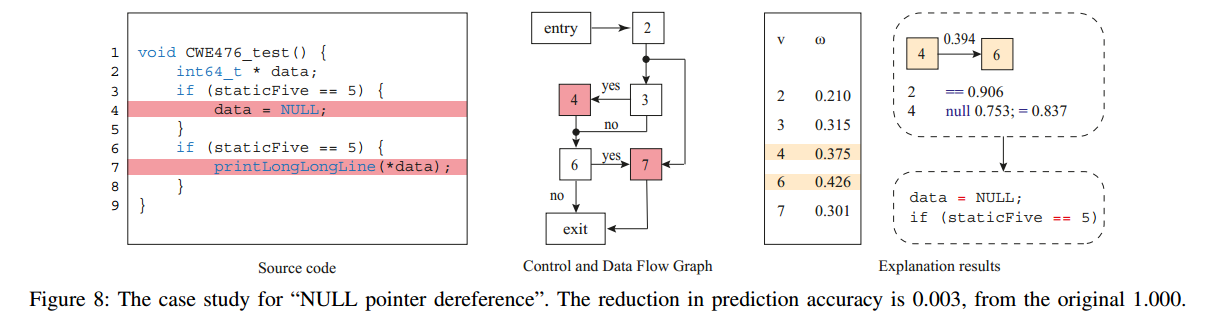 1 void CWE476_test() {
2 int64_t * data;
3 if (staticFive == 5) {
4 data = NULL;
5 }
6 if (staticFive == 5) {
7 printLongLongLine(*data);
8 }
9 }
Source code
entry
2
yes
4
3
no
6
yes
7
no
exit
Control and Data Flow Graph
v ω
2 0.210
3 0.315
4 0.375
6 0.426
7 0.301
4 0.394 6
2 == 0.906
4 null 0.753; = 0.837
data = NULL;
if (staticFive == 5)
Explanation results
Figure 8: The case study for “NULL pointer dereference”. The reduction in prediction accuracy is 0.003, from the original 1.000.